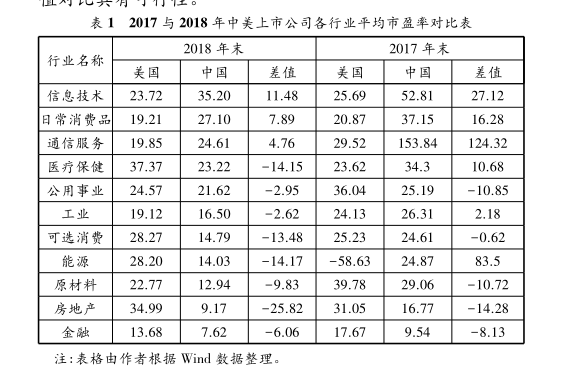 值对比具有可行性。
表 1 2017 与 2018 年中美上市公司各行业平均市盈率对比表
行业名称 2018 年末 2017 年末
美国 中国 差值 美国 中国 差值
信息技术 23.72 35.20 11.48 25.69 52.81 27.12
日常消费品 19.21 27.10 7.89 20.87 37.15 16.28
通信服务 19.85 24.61 4.76 29.52 153.84 124.32
医疗保健 37.37 23.22 -14.15 23.62 34.3 10.68
公用事业 24.57 21.62 -2.95 36.04 25.19 -10.85
工业 19.12 16.50 -2.62 24.13 26.31 2.18
可选消费 28.27 14.79 -13.48 25.23 24.61 -0.62
能源 28.20 14.03 -14.17 -58.63 24.87 83.5
原材料 22.77 12.94 -9.83 39.78 29.06 -10.72
房地产 34.99 9.17 -25.82 31.05 16.77 -14.28
金融 13.68 7.62 -6.06 17.67 9.54 -8.13
注:表格由作者根据 Wind 数据整理。